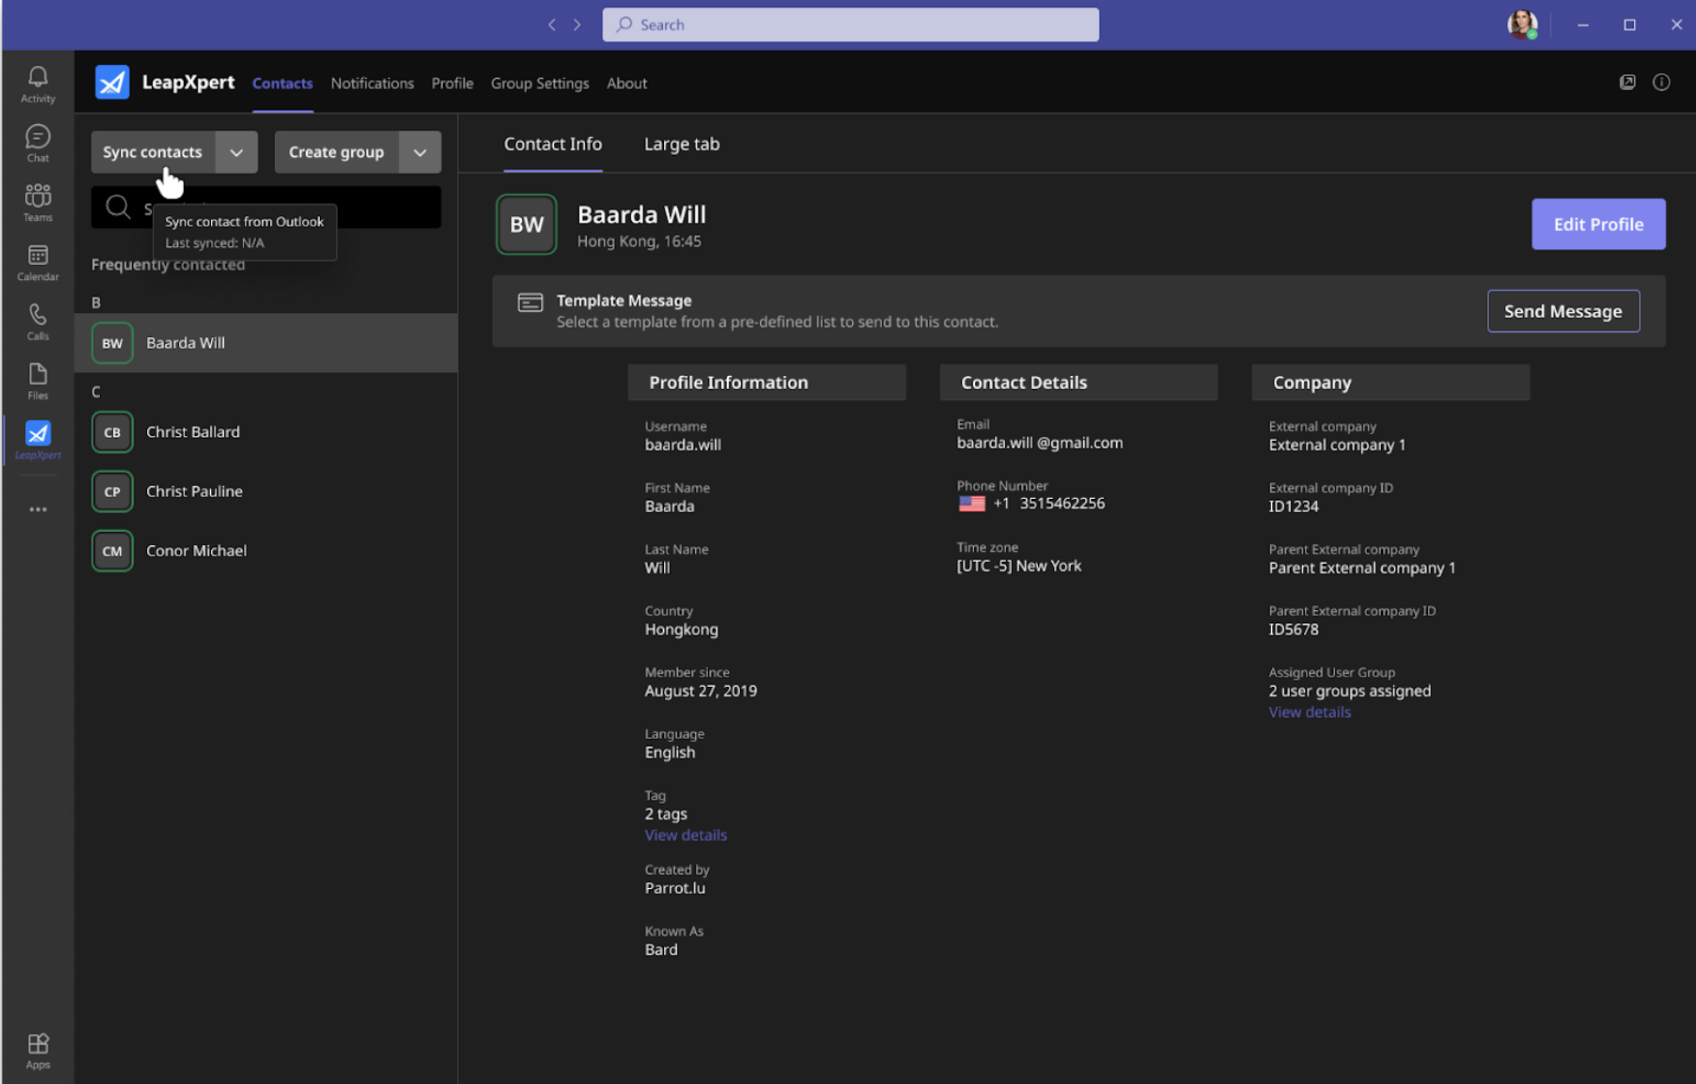 Search
Activity
Chat
Teams
Calendar
Calls
Files
LeapXpert
Apps
LeapXpert
Contacts
Notifications
Profile
Group Settings
About
Sync contacts
Create group
Sync contact from Outlook
Last synced: N/A
Frequently contacted
B
BW
Baarda Will
C
CB
Christ Ballard
CP
Christ Pauline
CM
Conor Michael
Contact Info
Large tab
BW
Baarda Will
Hong Kong, 16:45
Edit Profile
Template Message
Select a template from a pre-defined list to send to this contact.
Send Message
Profile Information
Username
baarda.will
First Name
Baarda
Last Name
Will
Country
Hongkong
Member since
August 27, 2019
Language
English
Tag
2 tags
View details
Created by
Parrot.lu
Known As
Bard
Contact Details
Email
baarda.will @gmail.com
Phone Number
+1 3515462256
Time zone
[UTC -5] New York
Company
External company
External company 1
External company ID
ID1234
Parent External company
Parent External company 1
Parent External company ID
ID5678
Assigned User Group
2 user groups assigned
View details